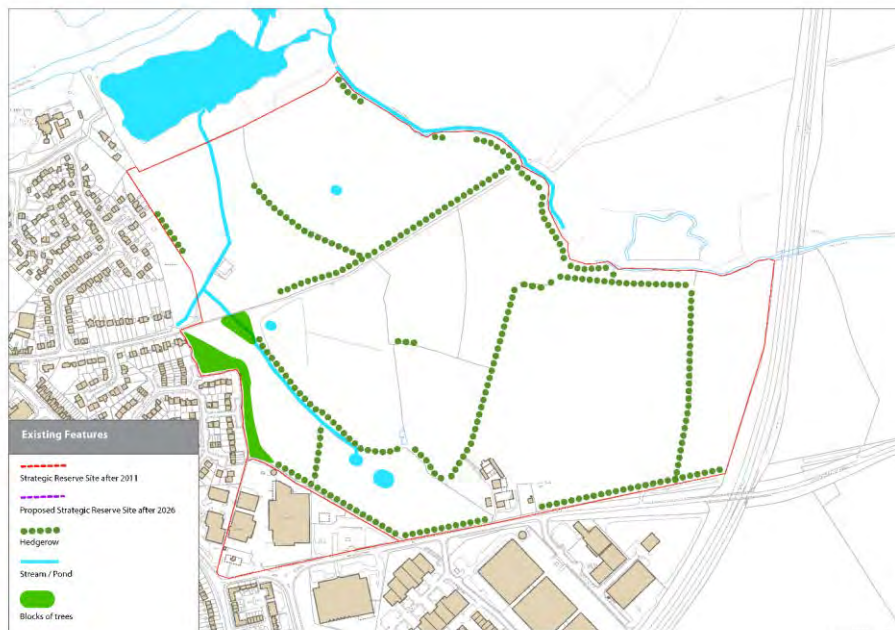 Existing Features
Strategic Reserve Site after 2011
Proposed Strategic Reserve Site after 2026
Hedgerow
Stream / Pond
Blocks of trees